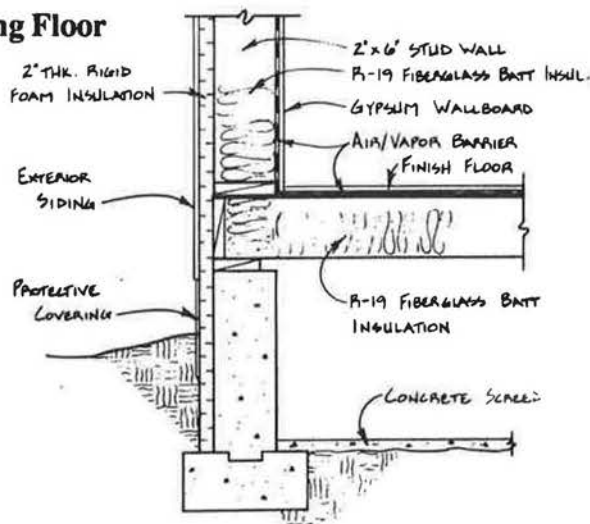 ng Floor
2" THK. RIGID
FOAM INSULATION
EXTERIOR
SIDING
PROTECTIVE
COVERING
2"x6" STUD WALL
R-19 FIBERGLASS BATT INSUL.
GYPSUM WALLBOARD
AIR/VAPOR BARRIER
FINISH FLOOR
R-19 FIBERGLASS BATT
INSULATION
CONCRETE